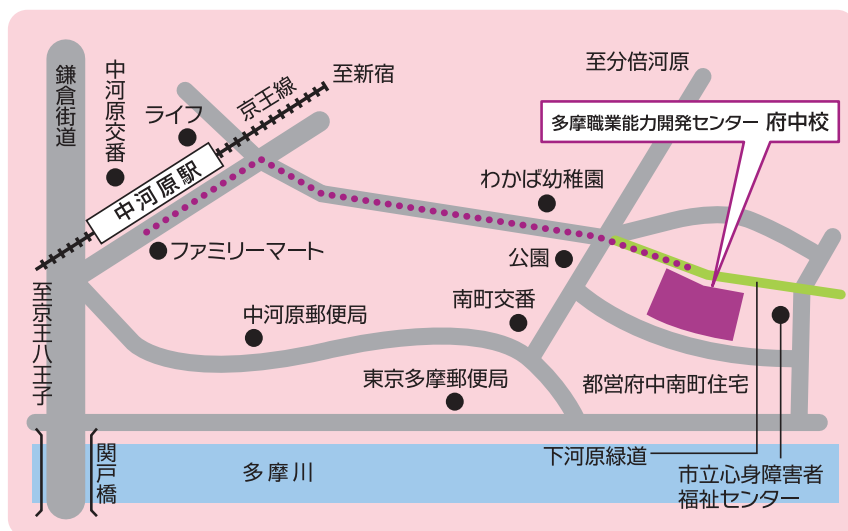 鎌倉街道
中河原交番
ライフ
京王線
至新宿
至分倍河原
多摩職業能力開発センター 府中校
中河原駅
わかば幼稚園
ファミリーマート
公園
至京王八王子
中河原郵便局
南町交番
東京多摩郵便局
都営府中南町住宅
関戸橋
多摩川
下河原緑道
市立心身障害者
福祉センター